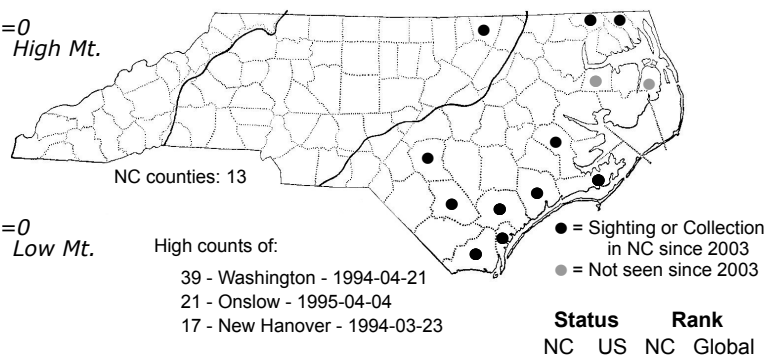 =0
High Mt.
NC counties: 13
=0
Low Mt.
High counts of:
39 - Washington - 1994-04-21
21 - Onslow - 1995-04-04
17 - New Hanover - 1994-03-23
= Sighting or Collection
in NC since 2003
= Not seen since 2003
Status Rank
NC US NC Global